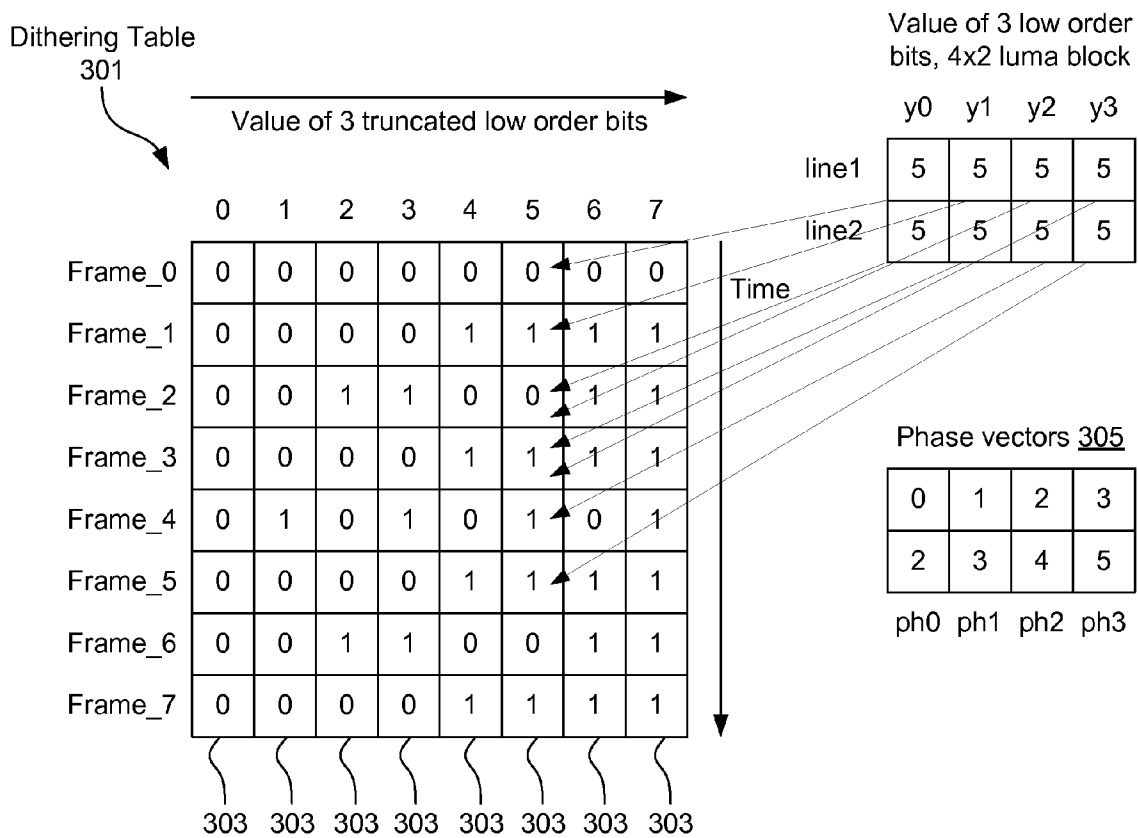 Dithering Table
301
Value of 3 truncated low order bits
Value of 3 low order
bits, 4x2 luma block
y0 y1 y2 y3
line1 5 5 5 5
line2 5 5 5 5
0 1 2 3 4 5 6 7
Frame_0 0 0 0 0 0 0 0 0
Time
Frame_1 0 0 0 0 1 1 1 1
Frame_2 0 0 1 1 0 0 1 1
Frame_3 0 0 0 0 1 1 1 1
Frame_4 0 1 0 1 0 1 0 1
Frame_5 0 0 0 0 1 1 1 1
Frame_6 0 0 1 1 0 0 1 1
Frame_7 0 0 0 0 1 1 1 1
303 303 303 303 303 303 303 303
Phase vectors 305
0 1 2 3
2 3 4 5
ph0 ph1 ph2 ph3